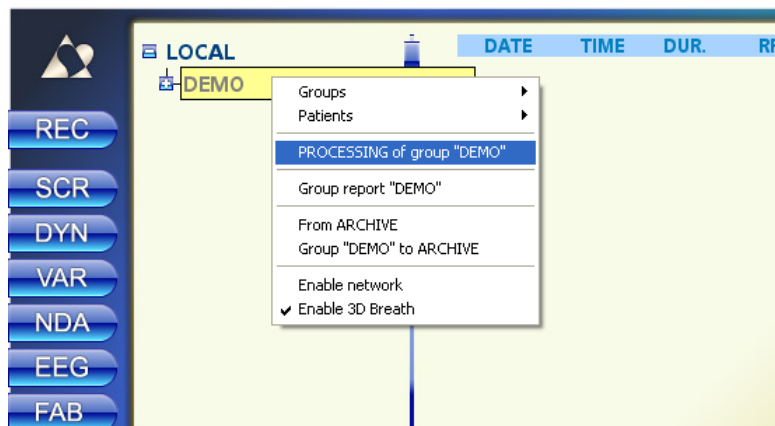 LOCAL
DATE TIME DUR.
DEMO
Groups
Patients
PROCESSING of group "DEMO"
Group report "DEMO"
From ARCHIVE
Group "DEMO" to ARCHIVE
Enable network
Enable 3D Breath
REC
SCR
DYN
VAR
NDA
EEG
FAB